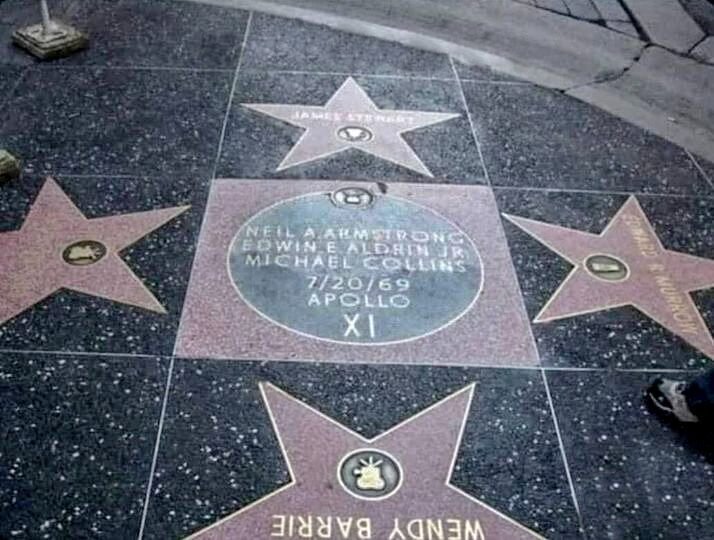 JAMES STEWART
NEIL A ARMSTRONG
EDWIN E ALDRIN JR
MICHAEL COLLINS
7/20/69
APOLLO
XI
EDWARD R MURROW
WENDY BARRIE